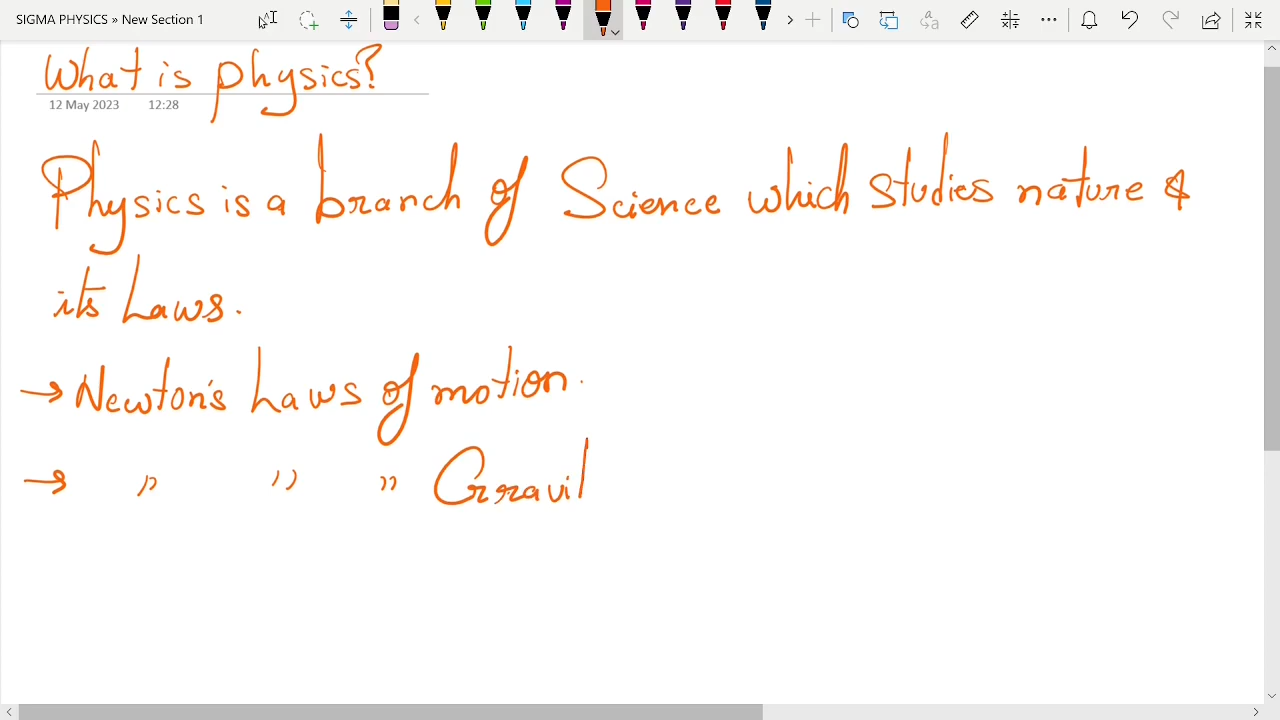 SIGMA PHYSICS » New Section 1
What is physics?
12 May 2023 12:28
Physics is a branch of Science which studies nature &
its Laws.
→ Newton's Laws of motion.
→ " " " Gravit